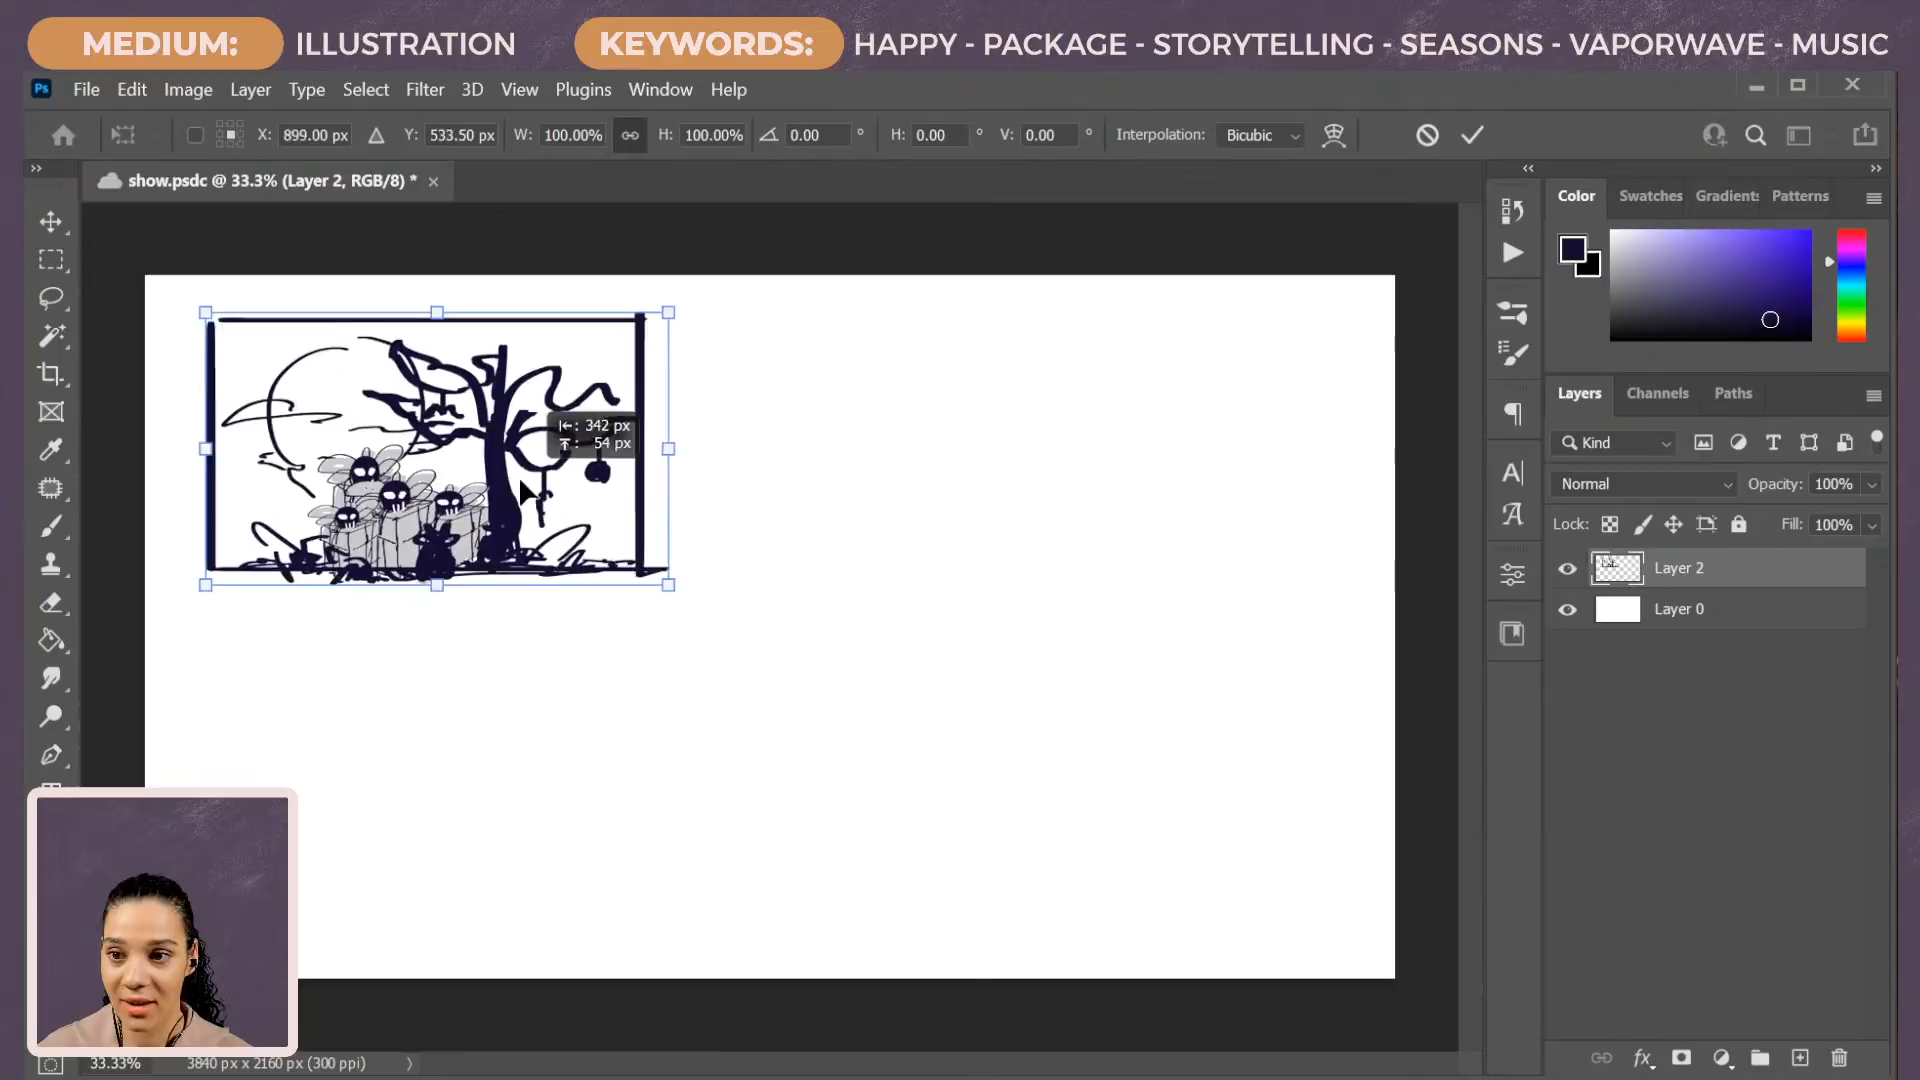 MEDIUM: ILLUSTRATION KEYWORDS: HAPPY - PACKAGE - STORYTELLING - SEASONS - VAPORWAVE - MUSIC
Ps File Edit Image Layer Type Select Filter 3D View Plugins Window Help
X: 899.00 px Y: 533.50 px W: 100.00% H: 100.00% 0.00 ° H: 0.00 ° V: 0.00 ° Interpolation: Bicubic
show.psdc @ 33.3% (Layer 2, RGB/8) *
Color Swatches Gradients Patterns
342 px
54 px
Layers Channels Paths
Kind
Normal Opacity: 100%
Lock: Fill: 100%
Layer 2
Layer 0
33.33% 3840 px x 2160 px (300 ppi)
fx